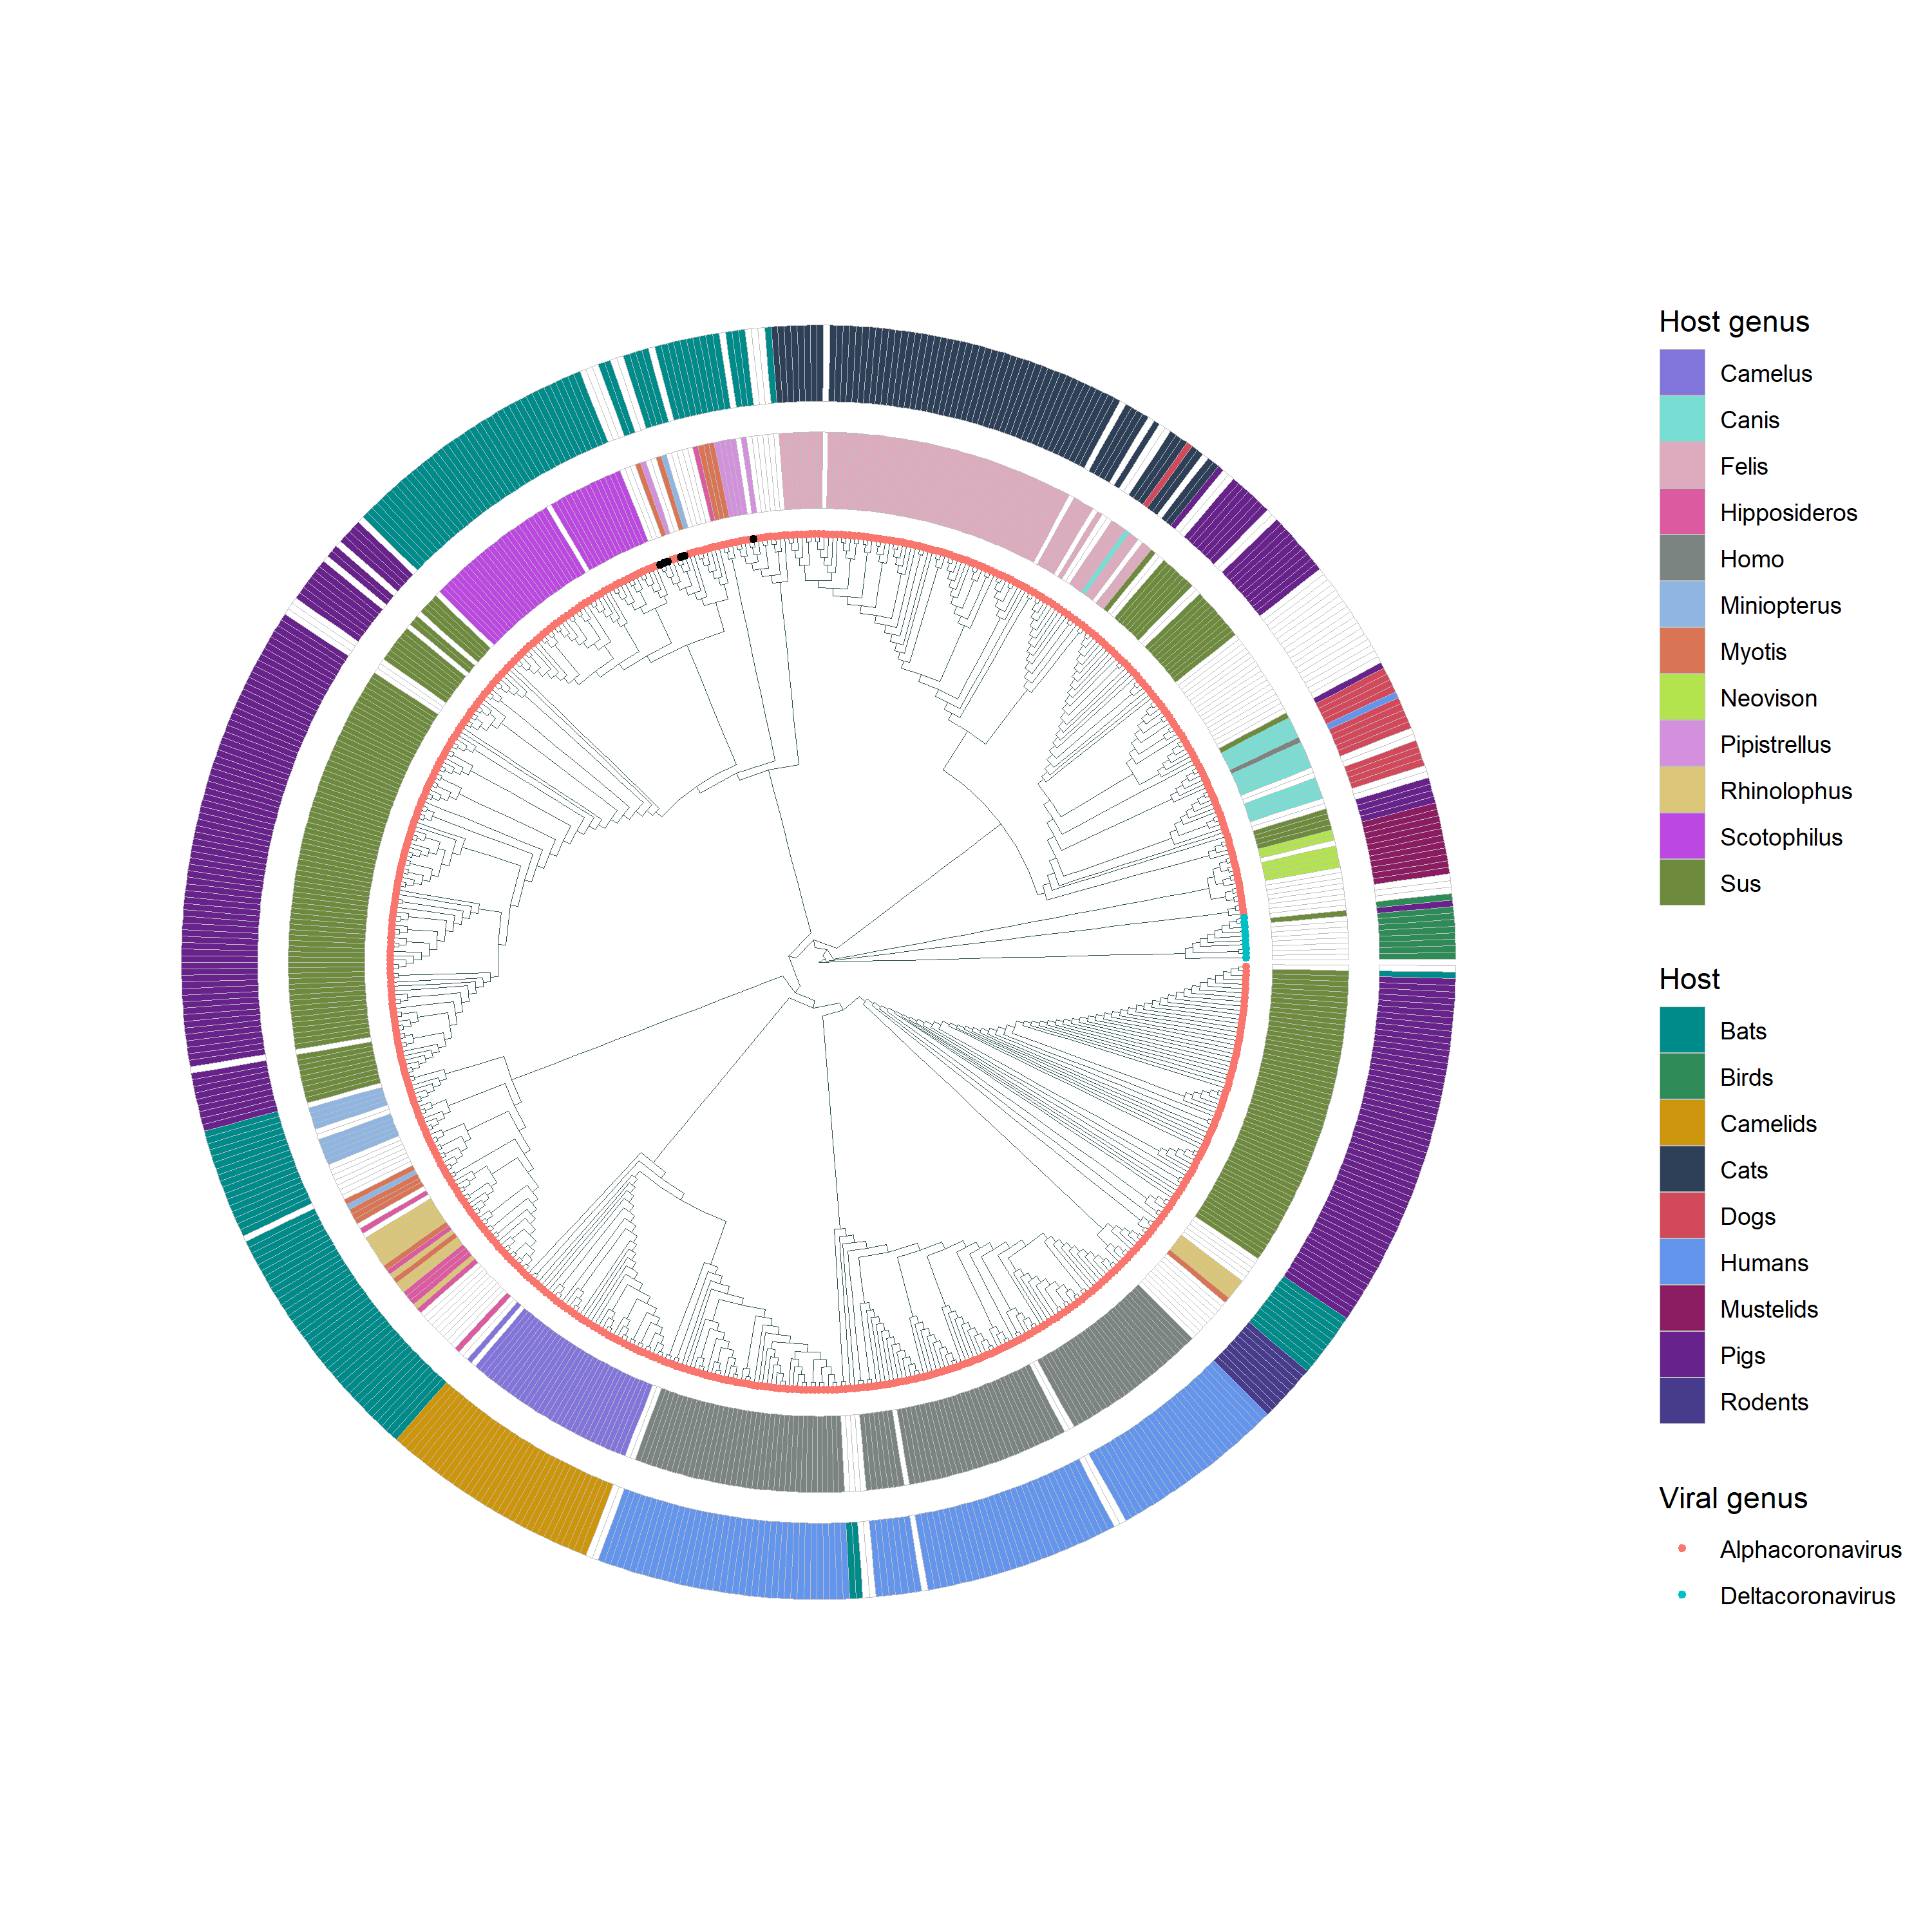 Host genus
Camelus
Canis
Felis
Hipposideros
Homo
Miniopterus
Myotis
Neovison
Pipistrellus
Rhinolophus
Scotophilus
Sus
Host
Bats
Birds
Camelids
Cats
Dogs
Humans
Mustelids
Pigs
Rodents
Viral genus
Alphacoronavirus
Deltacoronavirus